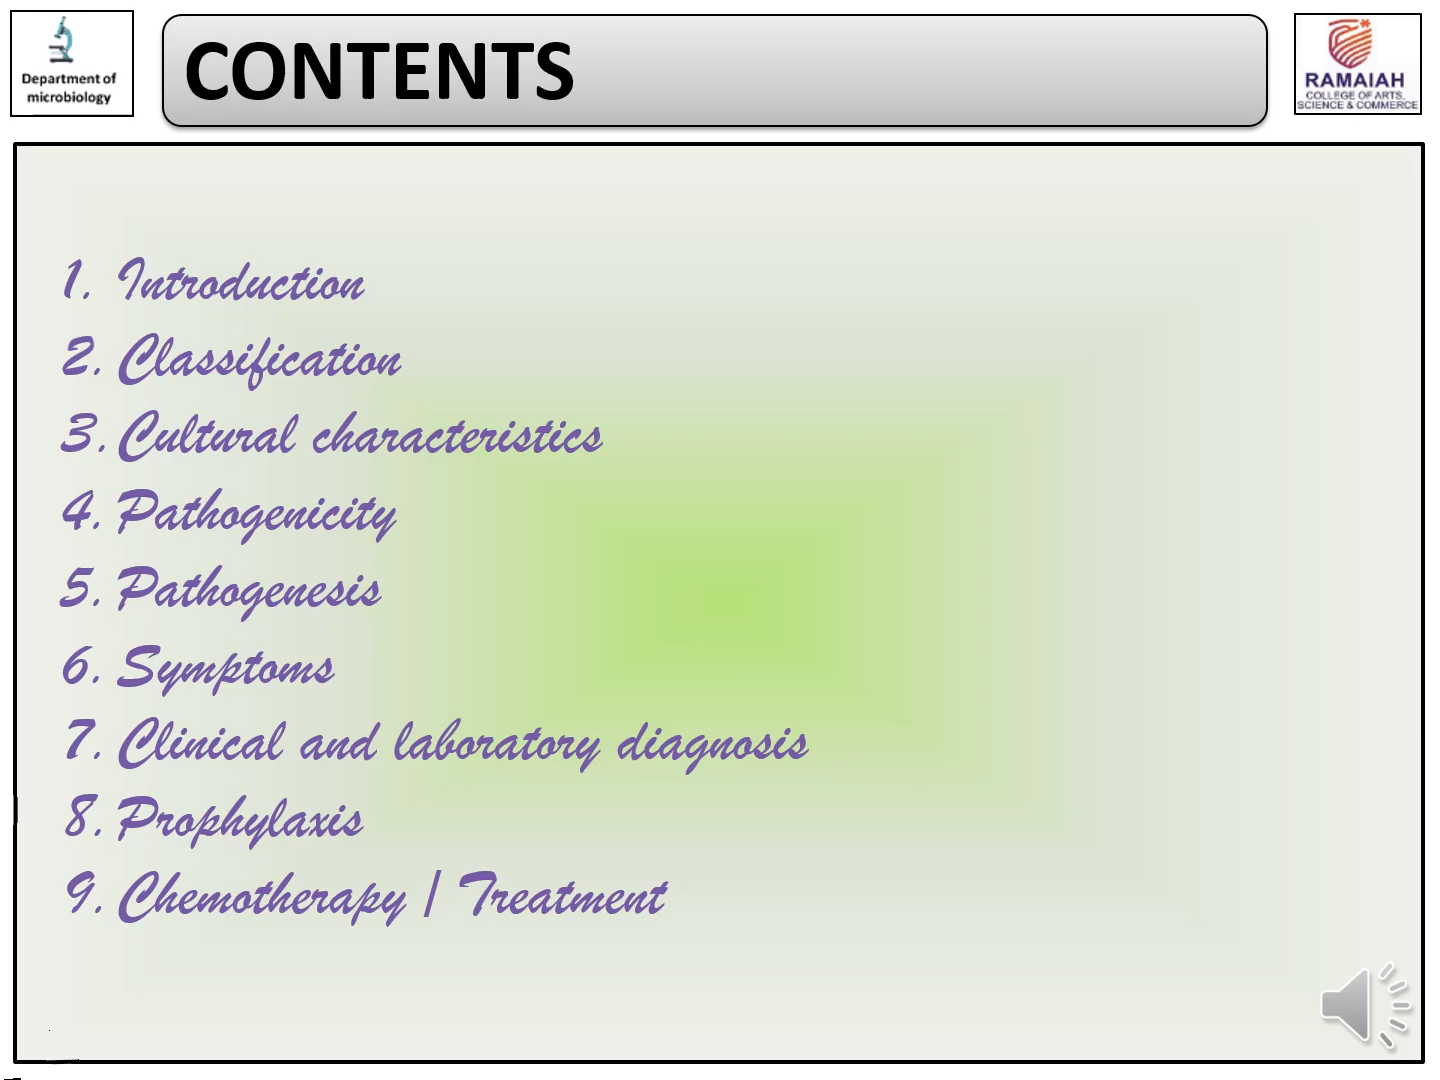 Department of
microbiology
CONTENTS
RAMAIAH
COLLEGE OF ARTS,
SCIENCE & COMMERCE
1. Introduction
2. Classification
3. Cultural characteristics
4. Pathogenicity
5. Pathogenesis
6. Symptoms
7. Clinical and laboratory diagnosis
8. Prophylaxis
9. Chemotherapy / Treatment